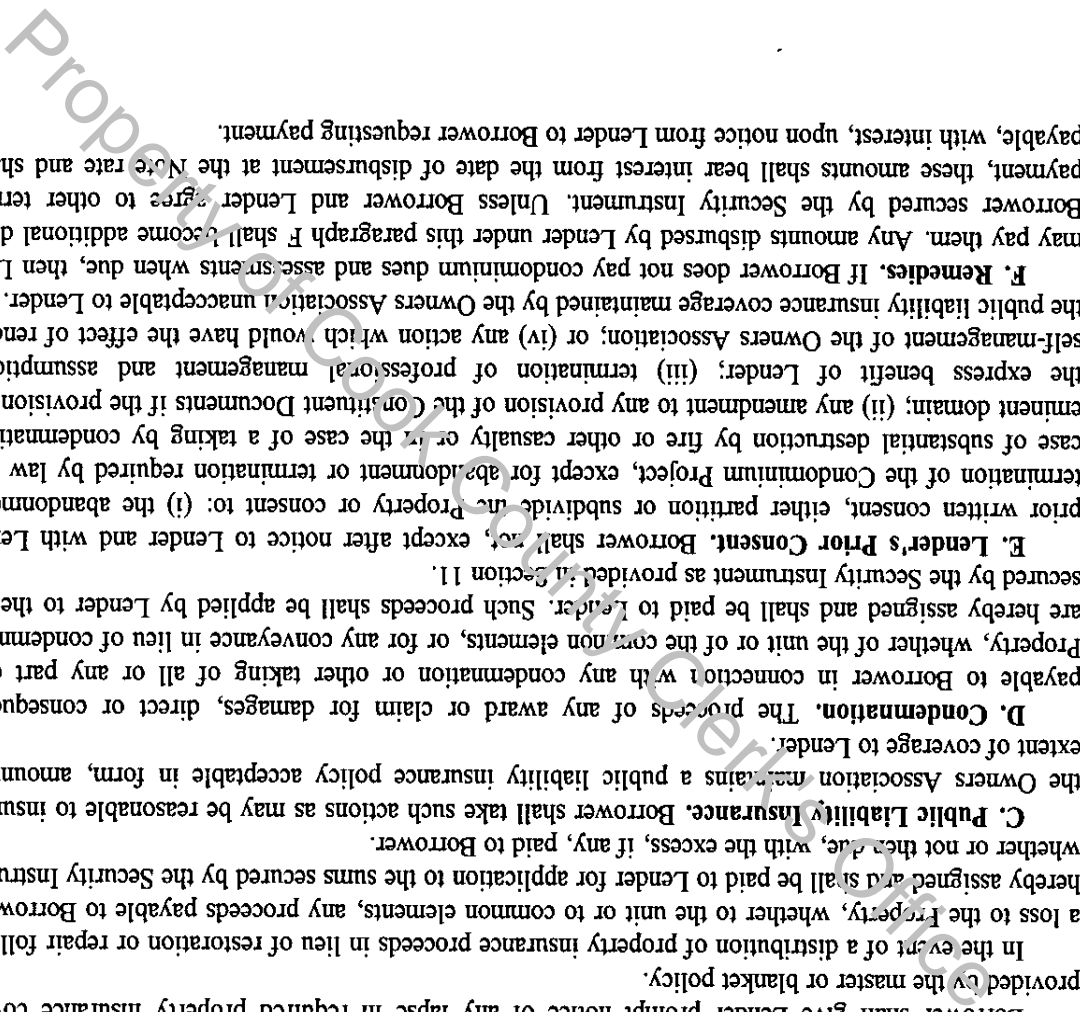 Borrower shall give Lender prompt notice of any lapse in required property insurance co
provided by the master or blanket policy.
In the event of a distribution of property insurance proceeds in lieu of restoration or repair foll
a loss to the Property, whether to the unit or to common elements, any proceeds payable to Borrow
hereby assigned and shall be paid to Lender for application to the sums secured by the Security Instru
whether or not then due, with the excess, if any, paid to Borrower.
C. Public Liability Insurance. Borrower shall take such actions as may be reasonable to insu
the Owners Association maintains a public liability insurance policy acceptable in form, amoun
extent of coverage to Lender.
D. Condemnation. The proceeds of any award or claim for damages, direct or consequ
payable to Borrower in connection with any condemnation or other taking of all or any part
Property, whether of the unit or of the common elements, or for any conveyance in lieu of condemn
are hereby assigned and shall be paid to Lender. Such proceeds shall be applied by Lender to the
secured by the Security Instrument as provided in Section 11.
E. Lender's Prior Consent. Borrower shall not, except after notice to Lender and with Le
prior written consent, either partition or subdivide the Property or consent to: (i) the abandonm
termination of the Condominium Project, except for abandonment or termination required by law
case of substantial destruction by fire or other casualty or in the case of a taking by condemnati
eminent domain; (ii) any amendment to any provision of the Constituent Documents if the provision
the express benefit of Lender; (iii) termination of professional management and assumptio
self-management of the Owners Association; or (iv) any action which would have the effect of rend
the public liability insurance coverage maintained by the Owners Association unacceptable to Lender.
F. Remedies. If Borrower does not pay condominium dues and assessments when due, then L
may pay them. Any amounts disbursed by Lender under this paragraph F shall become additional d
Borrower secured by the Security Instrument. Unless Borrower and Lender agree to other ter
payment, these amounts shall bear interest from the date of disbursement at the Note rate and sh
payable, with interest, upon notice from Lender to Borrower requesting payment.
Property of Cook County Clerk's Office